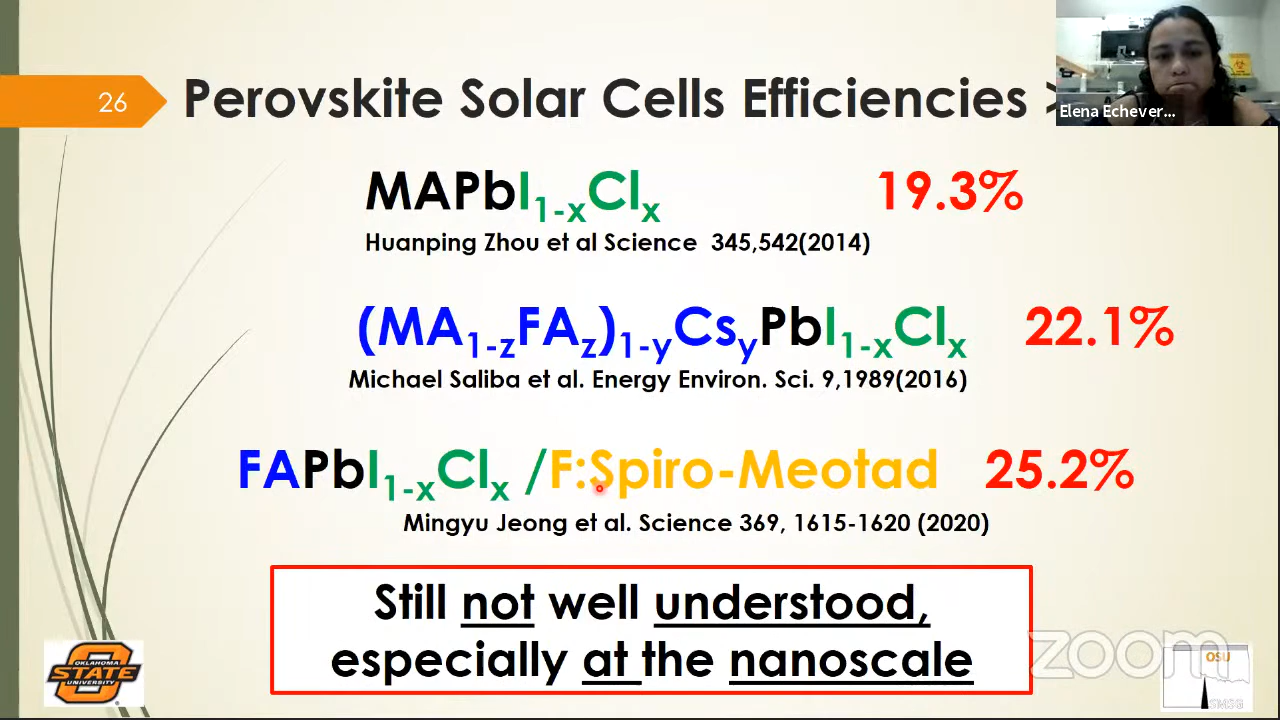 26
Perovskite Solar Cells Efficiencies >
Elena Echever...
MAPbI1-xClx 19.3%
Huanping Zhou et al Science 345,542(2014)
(MA1-zFAz)1-yCsyPbI1-xClx 22.1%
Michael Saliba et al. Energy Environ. Sci. 9,1989(2016)
FAPbI1-xClx /F:Spiro-Meotad 25.2%
Mingyu Jeong et al. Science 369, 1615-1620 (2020)
Still not well understood,
especially at the nanoscale
OKLAHOMA
STATE
UNIVERSITY
zoom
OSU